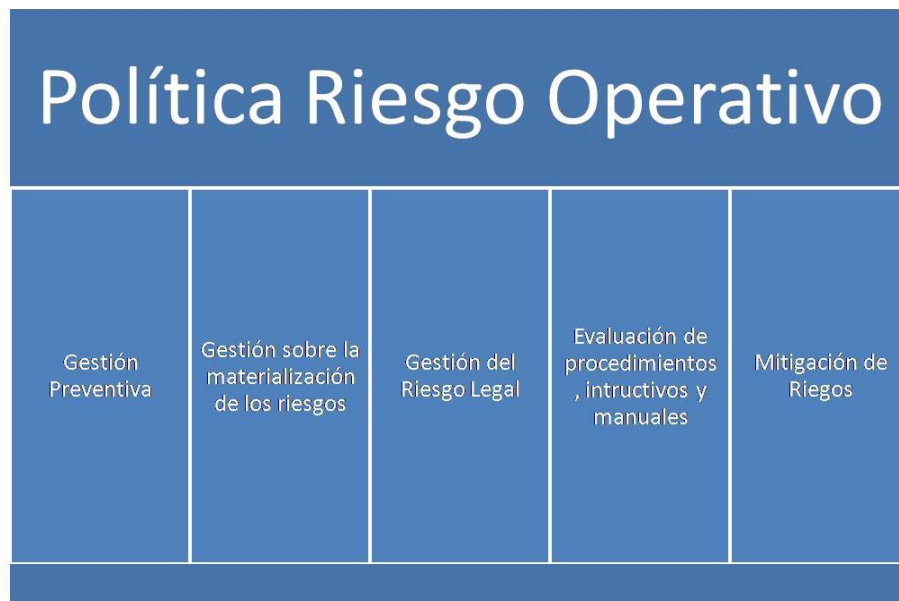 Política Riesgo Operativo
Gestión
Preventiva
Gestión sobre la
materialización
de los riesgos
Gestión del
Riesgo Legal
Evaluación de
procedimientos
, intructivos y
manuales
Mitigación de
Riegos